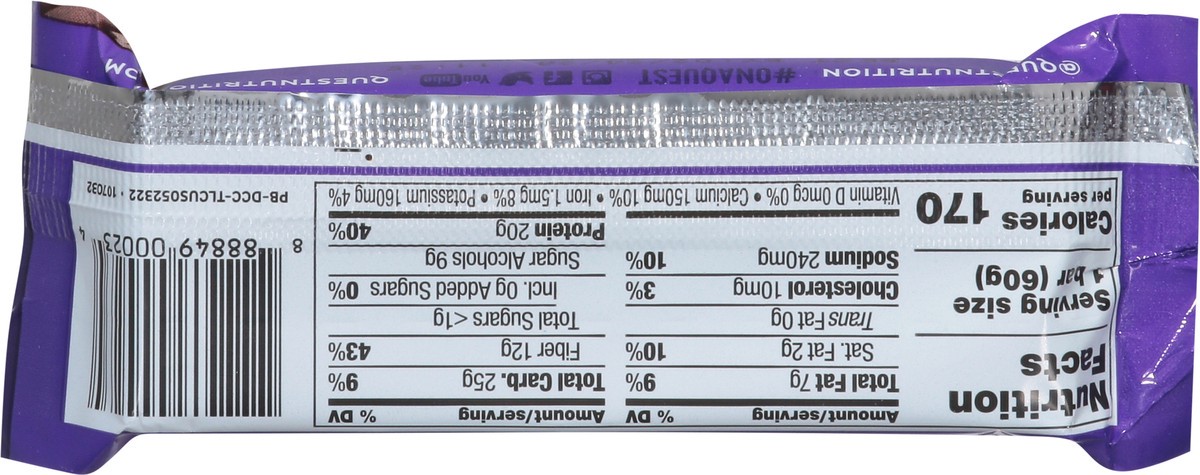 Nutrition
Facts
Serving size
1 bar (60g)
Calories 170
per serving
Amount/serving % DV
Total Fat 7g 9%
Sat. Fat 2g 10%
Trans Fat 0g
Cholesterol 10mg 3%
Sodium 240mg 10%
Amount/serving % DV
Total Carb. 25g 9%
Fiber 12g 43%
Total Sugars <1g
Incl. 0g Added Sugars 0%
Sugar Alcohols 9g
Protein 20g 40%
Vitamin D 0mcg 0% • Calcium 150mg 10% • Iron 1.5mg 8% • Potassium 160mg 4%
8 88849 00023 4
PB-DCC-TLCUS052322 • 107032
@QUESTNUTRITION #ONAQUEST YouTube QUESTNUTRITION
OM